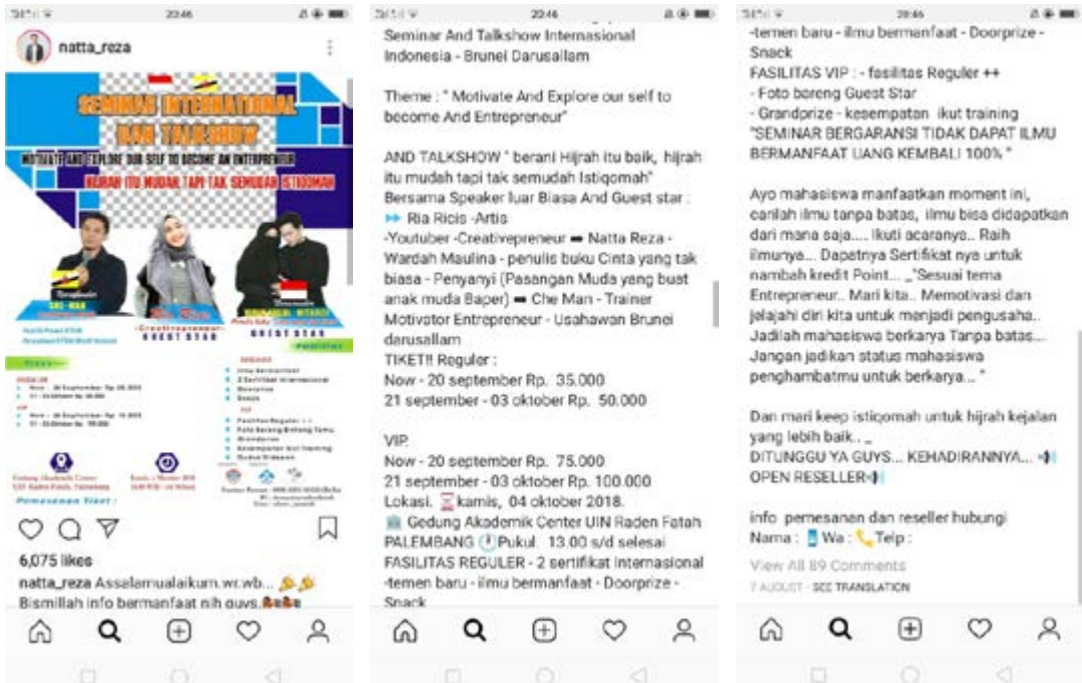 22:46
natta_reza
SEMINAR INTERNATIONAL
DAN TALKSHOW
MOTIVATE AND EXPLORE OUR SELF TO BECOME AN ENTERPRENEUR
HIJRAH ITU MUDAH, TAPI TAK SEMUDAH ISTIQOMAH
GUEST STAR
GUEST STAR
Pemesanan Tiket :
6,075 likes
natta_reza Assalamualaikum.wr.wb...
Bismillah info bermanfaat nih guys.
22:46
Seminar And Talkshow Internasional
Indonesia - Brunei Darusallam
Theme : " Motivate And Explore our self to
become And Entrepreneur"
AND TALKSHOW " berani Hijrah itu baik, hijrah
itu mudah tapi tak semudah Istiqomah"
Bersama Speaker luar Biasa And Guest star :
⏩ Ria Ricis -Artis
-Youtuber -Creativepreneur ➡ Natta Reza -
Wardah Maulina - penulis buku Cinta yang tak
biasa - Penyanyi (Pasangan Muda yang buat
anak muda Baper) ➡ Che Man - Trainer
Motivator Entrepreneur - Usahawan Brunei
darusallam
TIKET!! Reguler :
Now - 20 september Rp. 35.000
21 september - 03 oktober Rp. 50.000
VIP.
Now - 20 september Rp. 75.000
21 september - 03 oktober Rp. 100.000
Lokasi. ⏳kamis, 04 oktober 2018.
🏢 Gedung Akademik Center UIN Raden Fatah
PALEMBANG 🕐Pukul. 13.00 s/d selesai
FASILITAS REGULER - 2 sertifikat internasional
-temen baru - ilmu bermanfaat - Doorprize -
Snack
20:46
-temen baru - ilmu bermanfaat - Doorprize -
Snack
FASILITAS VIP : - fasilitas Reguler ++
- Foto bareng Guest Star
- Grandprize - kesempatan ikut training
"SEMINAR BERGARANSI TIDAK DAPAT ILMU
BERMANFAAT UANG KEMBALI 100% "
Ayo mahasiswa manfaatkan moment ini,
carilah ilmu tanpa batas, ilmu bisa didapatkan
dari mana saja.... Ikuti acaranya.. Raih
ilmunya... Dapatnya Sertifikat nya untuk
nambah kredit Point... _"Sesuai tema
Entrepreneur.. Mari kita.. Memotivasi dan
jelajahi diri kita untuk menjadi pengusaha..
Jadilah mahasiswa berkarya Tanpa batas...
Jangan jadikan status mahasiswa
penghambatmu untuk berkarya... "
Dan mari keep istiqomah untuk hijrah kejalan
yang lebih baik.. _
DITUNGGU YA GUYS... KEHADIRANNYA... 🔊
OPEN RESELLER🔊
info pemesanan dan reseller hubungi
Nama : 📱Wa : 📞Telp :
View All 89 Comments
7 AUGUST · SEE TRANSLATION